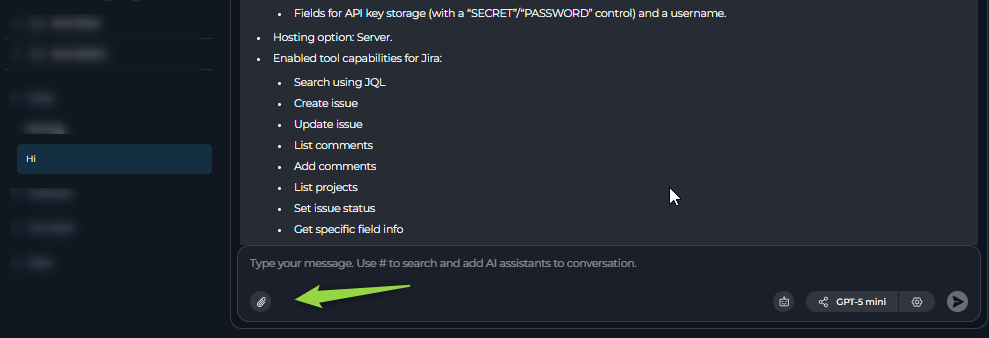 Fields for API key storage (with a “SECRET”/“PASSWORD” control) and a username.
Hosting option: Server.
Enabled tool capabilities for Jira:
Search using JQL
Create issue
Update issue
List comments
Add comments
List projects
Set issue status
Get specific field info
Hi
Type your message. Use # to search and add AI assistants to conversation.
GPT-5 mini